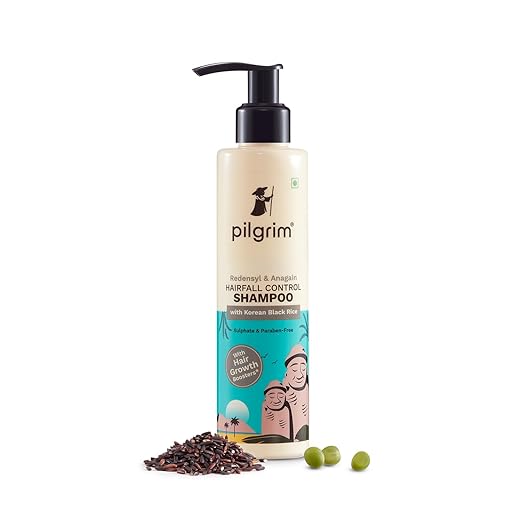 pilgrim®
Redensyl & Anagain
HAIRFALL CONTROL
SHAMPOO
with Korean Black Rice
Sulphate & Paraben-Free
With
Hair
Growth
Boosters*